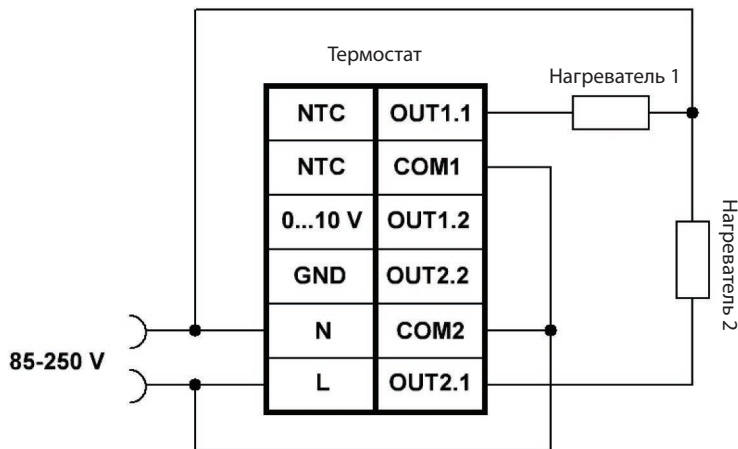 Термостат
Нагреватель 1
NTC OUT1.1
NTC COM1
0...10 V OUT1.2
GND OUT2.2
N COM2
L OUT2.1
85-250 V
Нагреватель 2